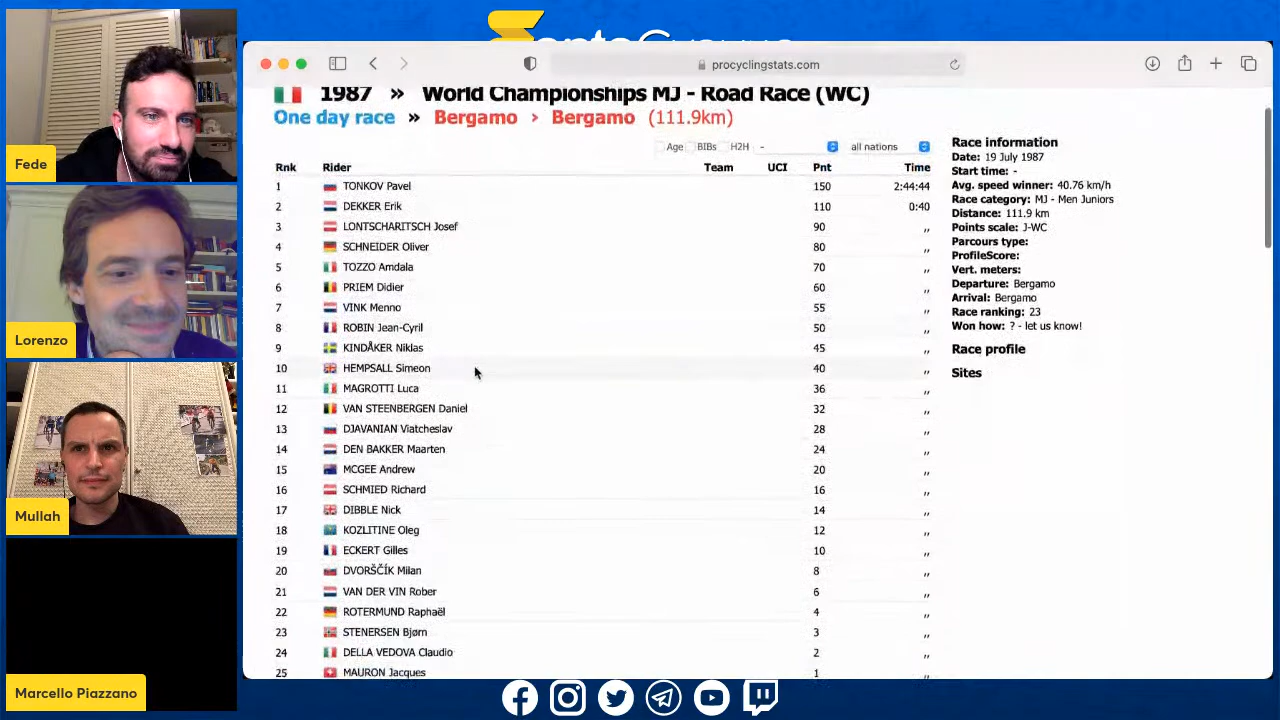 procyclingstats.com
1987 » World Championships MJ - Road Race (WC)
One day race » Bergamo › Bergamo (111.9km)
Age BIBs H2H - all nations
Rnk Rider Team UCI Pnt Time
1 TONKOV Pavel 150 2:44:44
2 DEKKER Erik 110 0:40
3 LONTSCHARITSCH Josef 90 ,,
4 SCHNEIDER Oliver 80 ,,
5 TOZZO Amdala 70 ,,
6 PRIEM Didier 60 ,,
7 VINK Menno 55 ,,
8 ROBIN Jean-Cyril 50 ,,
9 KINDÅKER Niklas 45 ,,
10 HEMPSALL Simeon 40 ,,
11 MAGROTTI Luca 36 ,,
12 VAN STEENBERGEN Daniel 32 ,,
13 DJAVANIAN Viatcheslav 28 ,,
14 DEN BAKKER Maarten 24 ,,
15 MCGEE Andrew 20 ,,
16 SCHMIED Richard 16 ,,
17 DIBBLE Nick 14 ,,
18 KOZLITINE Oleg 12 ,,
19 ECKERT Gilles 10 ,,
20 DVORŠČÍK Milan 8 ,,
21 VAN DER VIN Rober 6 ,,
22 ROTERMUND Raphaël 4 ,,
23 STENERSEN Bjørn 3 ,,
24 DELLA VEDOVA Claudio 2 ,,
25 MAURON Jacques 1 ,,
Race information
Date: 19 July 1987
Start time: -
Avg. speed winner: 40.76 km/h
Race category: MJ - Men Juniors
Distance: 111.9 km
Points scale: J-WC
Parcours type:
ProfileScore:
Vert. meters:
Departure: Bergamo
Arrival: Bergamo
Race ranking: 23
Won how: ? - let us know!
Race profile
Sites
Fede
Lorenzo
Mullah
Marcello Piazzano